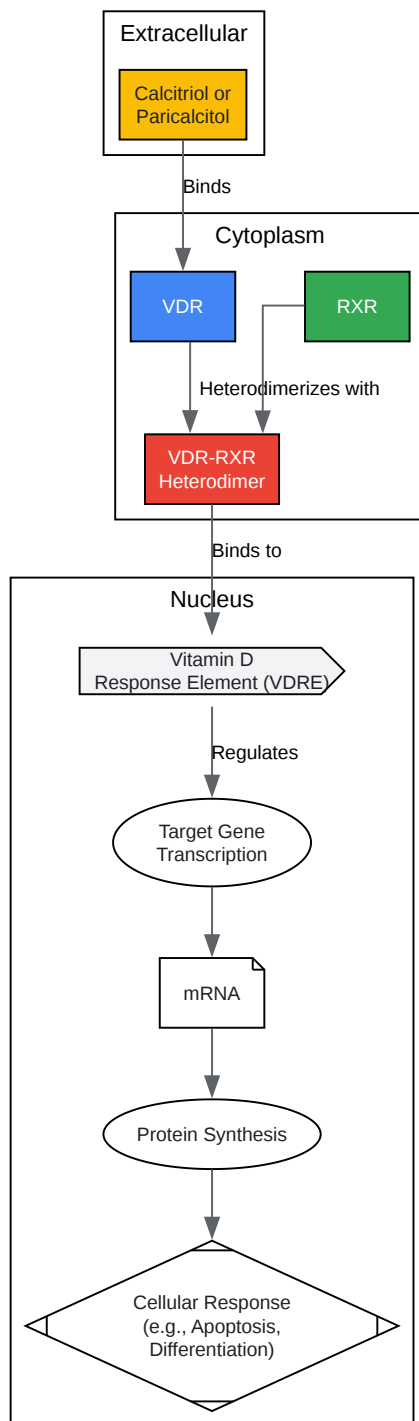 Extracellular
Calcitriol or
Paricalcitol
Binds
Cytoplasm
VDR
RXR
Heterodimerizes with
VDR-RXR
Heterodimer
Binds to
Nucleus
Vitamin D
Response Element (VDRE)
Regulates
Target Gene
Transcription
mRNA
Protein Synthesis
Cellular Response
(e.g., Apoptosis,
Differentiation)